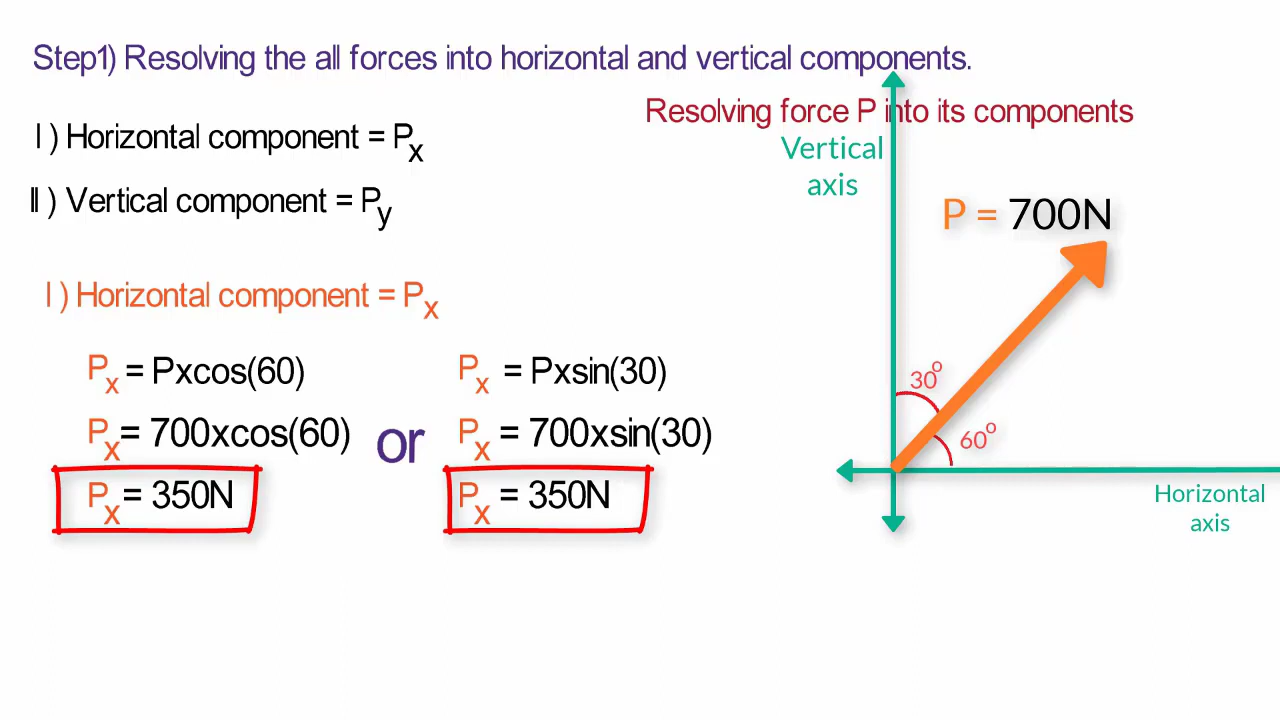 Step1) Resolving the all forces into horizontal and vertical components.
Resolving force P into its components
I ) Horizontal component = Px
II ) Vertical component = Py
I ) Horizontal component = Px
Px = Pxcos(60)
Px = 700xcos(60)
Px = 350N
or
Px = Pxsin(30)
Px = 700xsin(30)
Px = 350N
Vertical
axis
P = 700N
30o
60o
Horizontal
axis